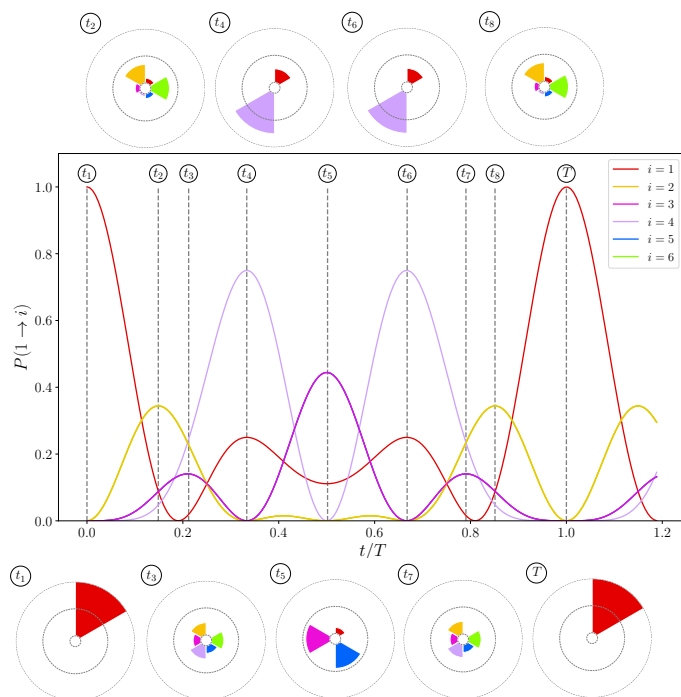 t₂ t₄ t₆ t₈
t₁ t₂ t₃ t₄ t₅ t₆ t₇ t₈ T
i = 1
i = 2
i = 3
i = 4
i = 5
i = 6
P(1 → i)
1.0
0.8
0.6
0.4
0.2
0.0
0.0 0.2 0.4 0.6 0.8 1.0 1.2
t/T
t₁ t₃ t₅ t₇ T